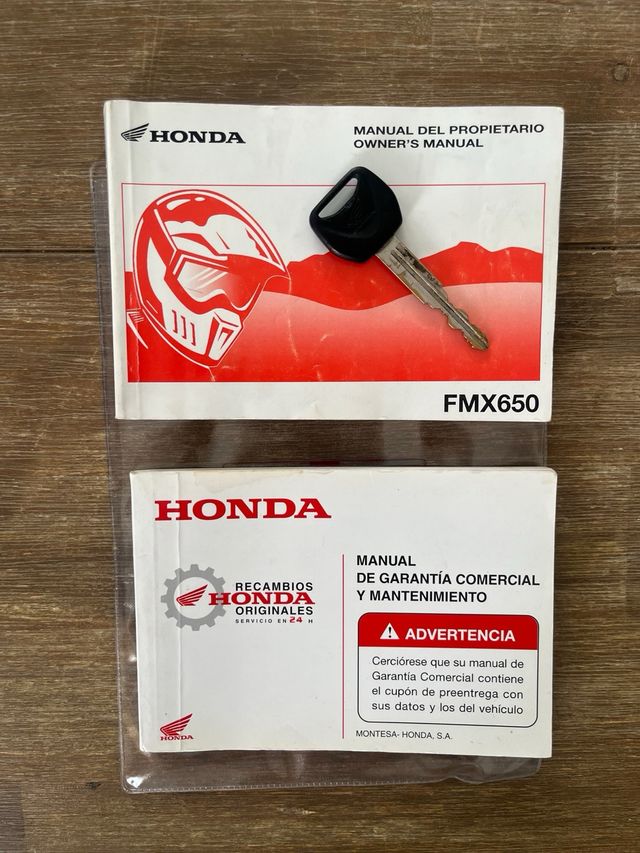 HONDA
MANUAL DEL PROPIETARIO
OWNER'S MANUAL
FMX650
HONDA
RECAMBIOS
HONDA
ORIGINALES
SERVICIO EN 24 H
HONDA
MANUAL
DE GARANTÍA COMERCIAL
Y MANTENIMIENTO
ADVERTENCIA
Cerciórese que su manual de
Garantía Comercial contiene
el cupón de preentrega con
sus datos y los del vehículo
MONTESA- HONDA, S.A.